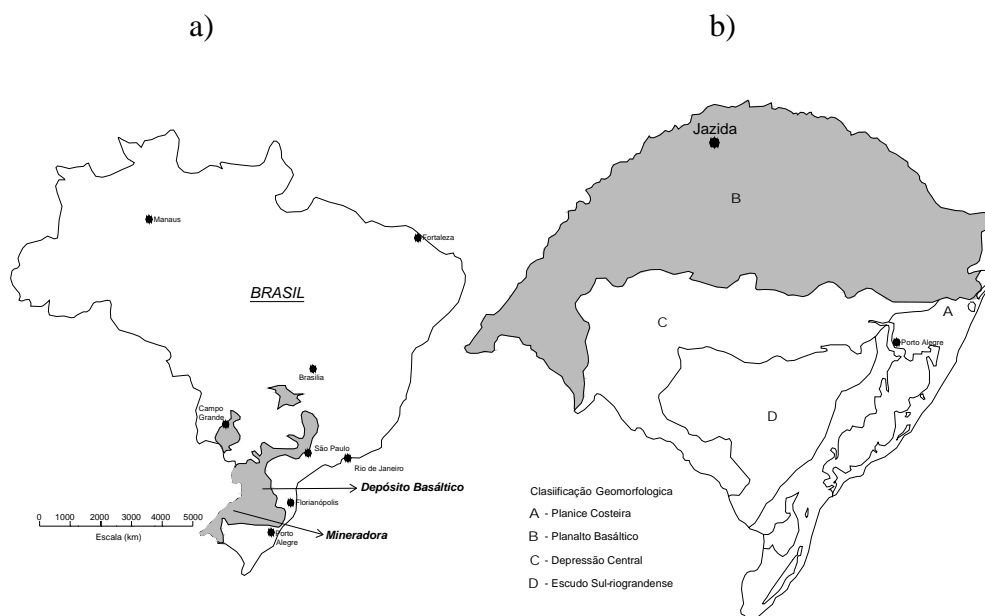 a)
b)
Manaus
Fortaleza
BRASIL
Brasilia
Campo
Grande
São Paulo
Rio de Janeiro
Depósito Basáltico
Florianópolis
Mineradora
Porto
Alegre
0 1000 2000 3000 4000 5000
Escala (km)
Jazida
B
A
C
Porto Alegre
D
Clasiificação Geomorfologica
A - Planice Costeira
B - Planalto Basáltico
C - Depressão Central
D - Escudo Sul-riograndense